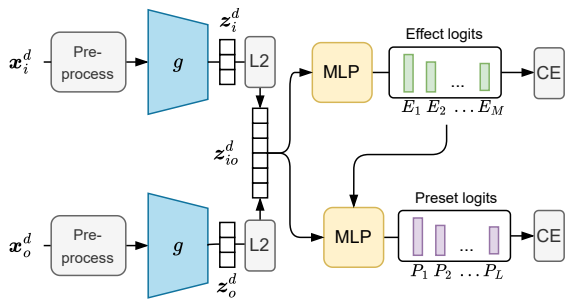 x_i^d
Pre-
process
g
z_i^d
L2
MLP
Effect logits
...
E_1 E_2 ... E_M
CE
z_io^d
x_o^d
Pre-
process
g
z_o^d
L2
MLP
Preset logits
...
P_1 P_2 ... P_L
CE